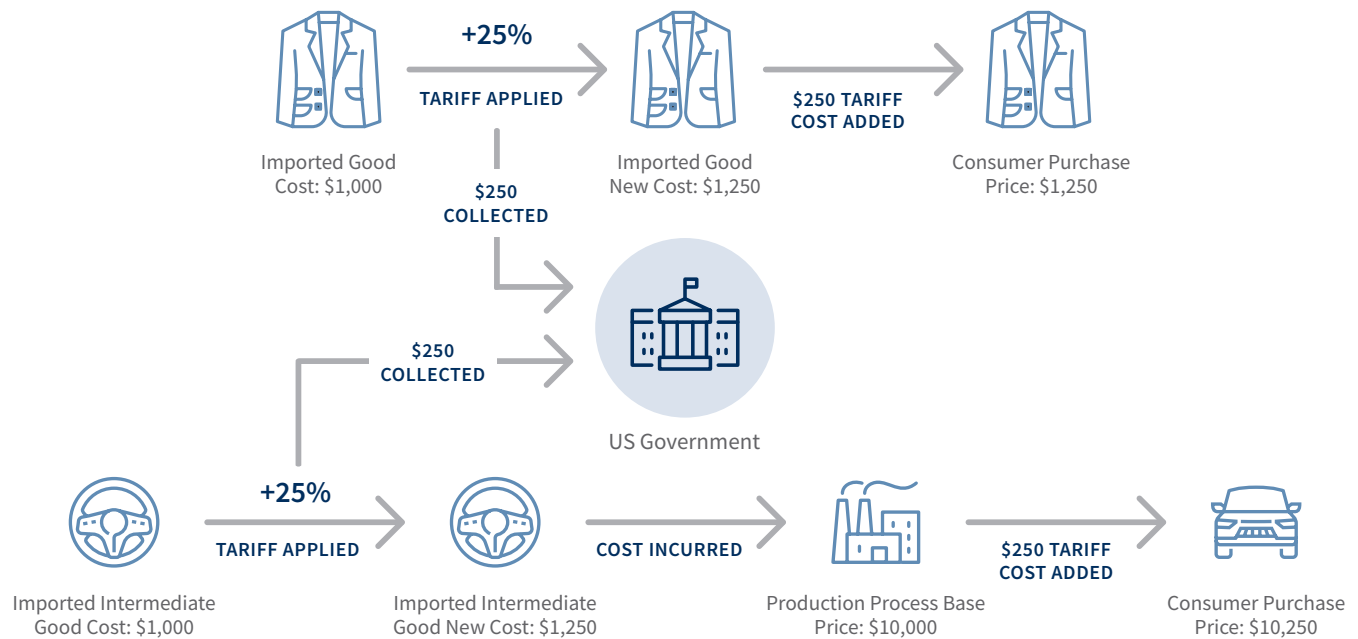 +25%
TARIFF APPLIED
$250 TARIFF
COST ADDED
Imported Good
Cost: $1,000
Imported Good
New Cost: $1,250
Consumer Purchase
Price: $1,250
$250
COLLECTED
$250
COLLECTED
US Government
+25%
TARIFF APPLIED
COST INCURRED
$250 TARIFF
COST ADDED
Imported Intermediate
Good Cost: $1,000
Imported Intermediate
Good New Cost: $1,250
Production Process Base
Price: $10,000
Consumer Purchase
Price: $10,250